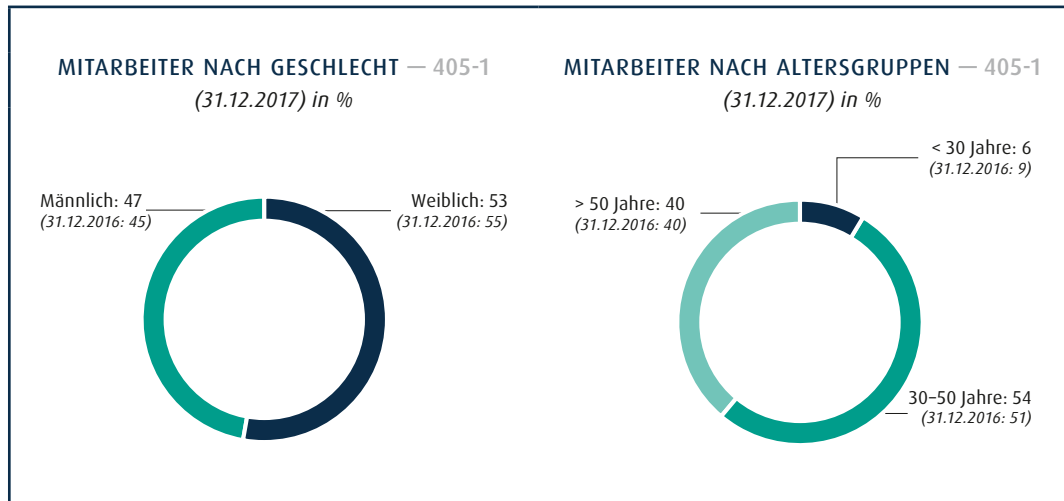 MITARBEITER NACH GESCHLECHT — 405-1
(31.12.2017) in %
Männlich: 47
(31.12.2016: 45)
Weiblich: 53
(31.12.2016: 55)
MITARBEITER NACH ALTERSGRUPPEN — 405-1
(31.12.2017) in %
< 30 Jahre: 6
(31.12.2016: 9)
> 50 Jahre: 40
(31.12.2016: 40)
30–50 Jahre: 54
(31.12.2016: 51)